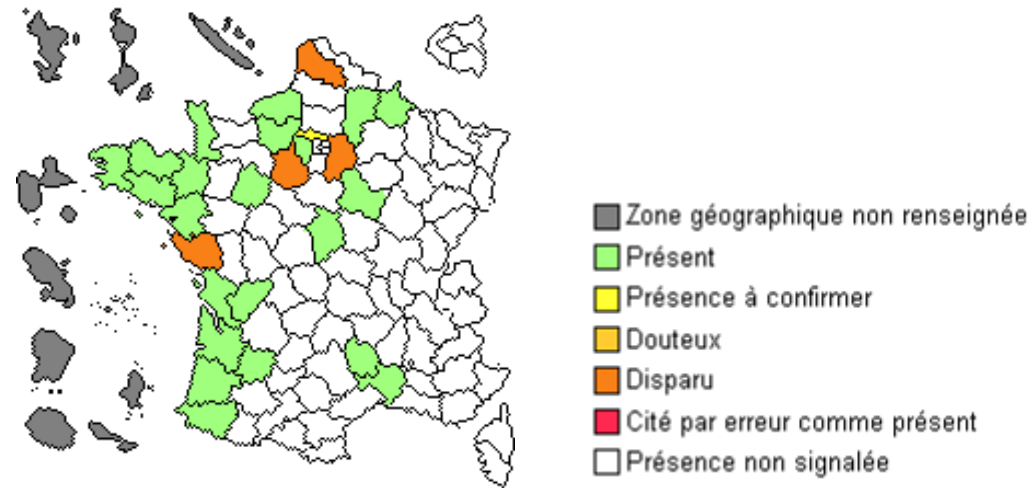 Zone géographique non renseignée
Présent
Présence à confirmer
Douteux
Disparu
Cité par erreur comme présent
Présence non signalée